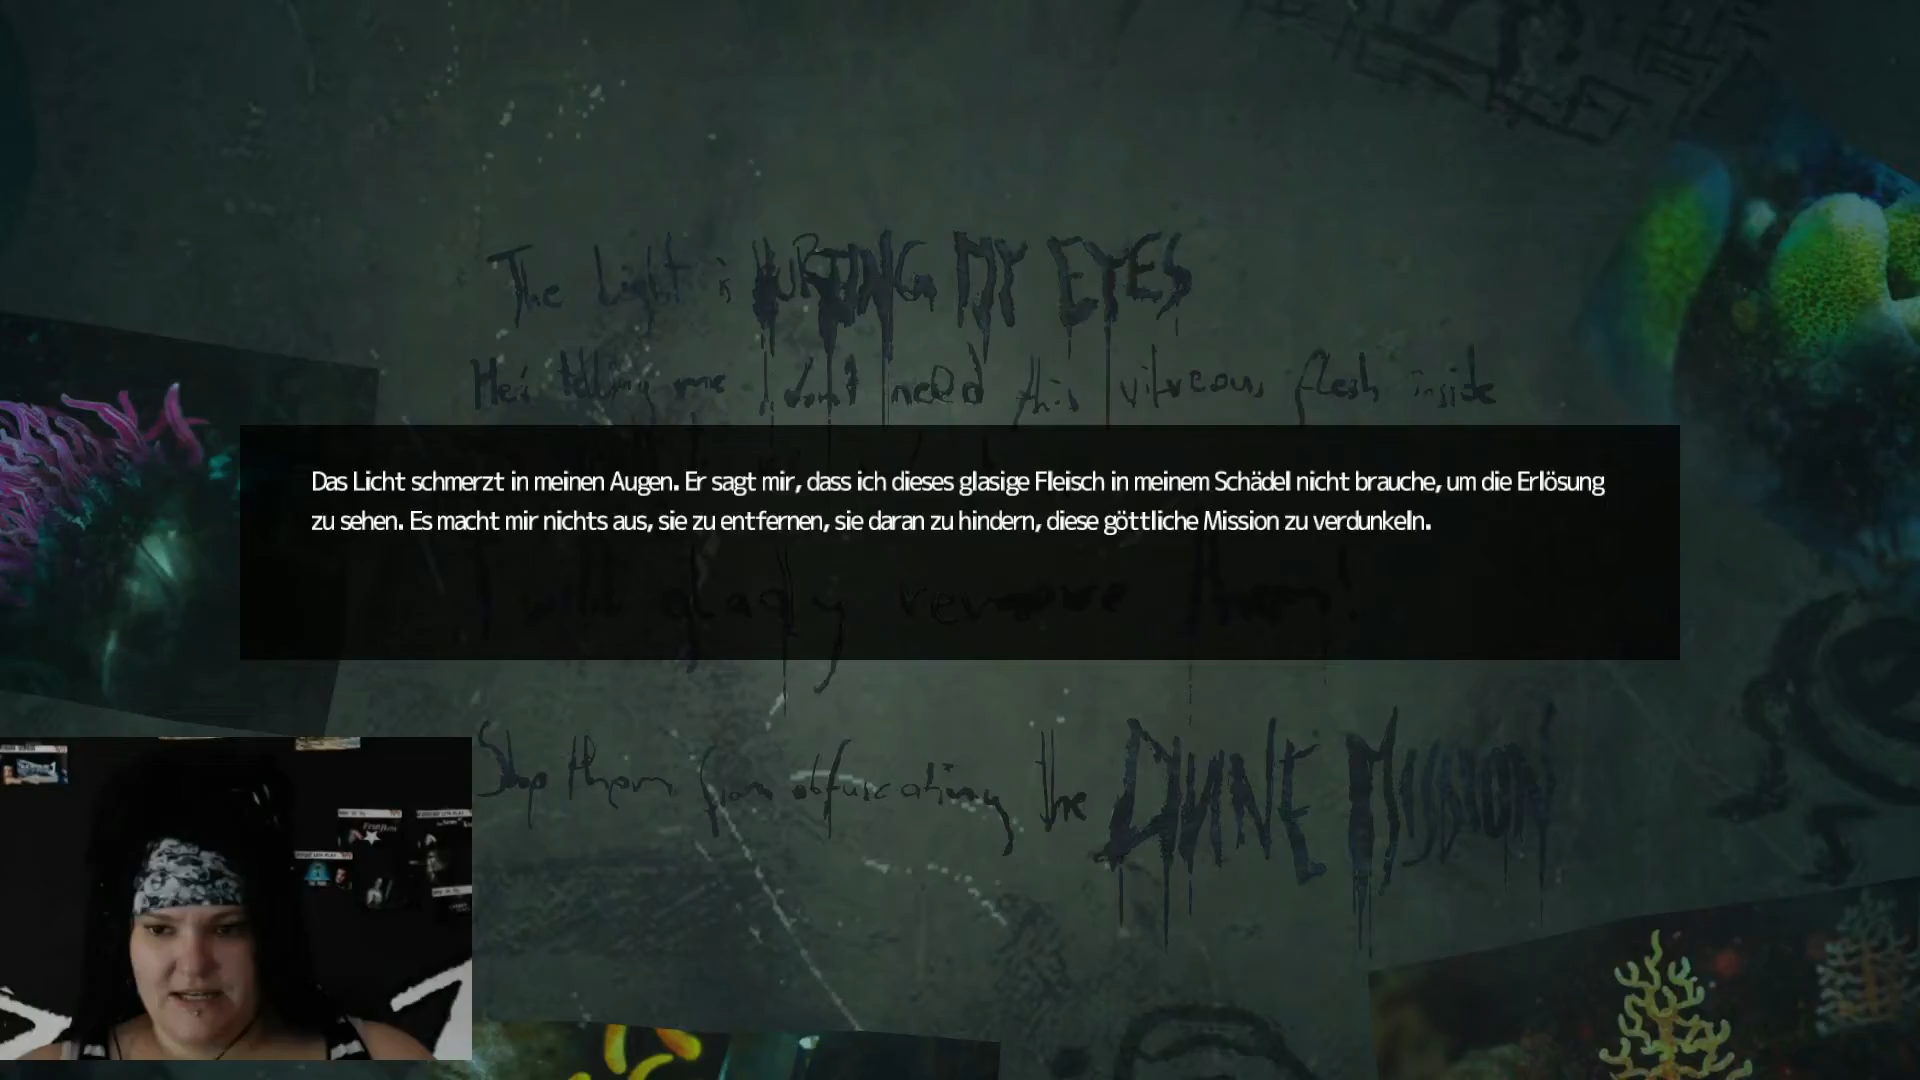 The Light is HURTING MY EYES
He's telling me I don't need this vitreous flesh inside
Das Licht schmerzt in meinen Augen. Er sagt mir, dass ich dieses glasige Fleisch in meinem Schädel nicht brauche, um die Erlösung
zu sehen. Es macht mir nichts aus, sie zu entfernen, sie daran zu hindern, diese göttliche Mission zu verdunkeln.
I will gladly remove them!
Stop them from obfuscating the DIVINE MISSION